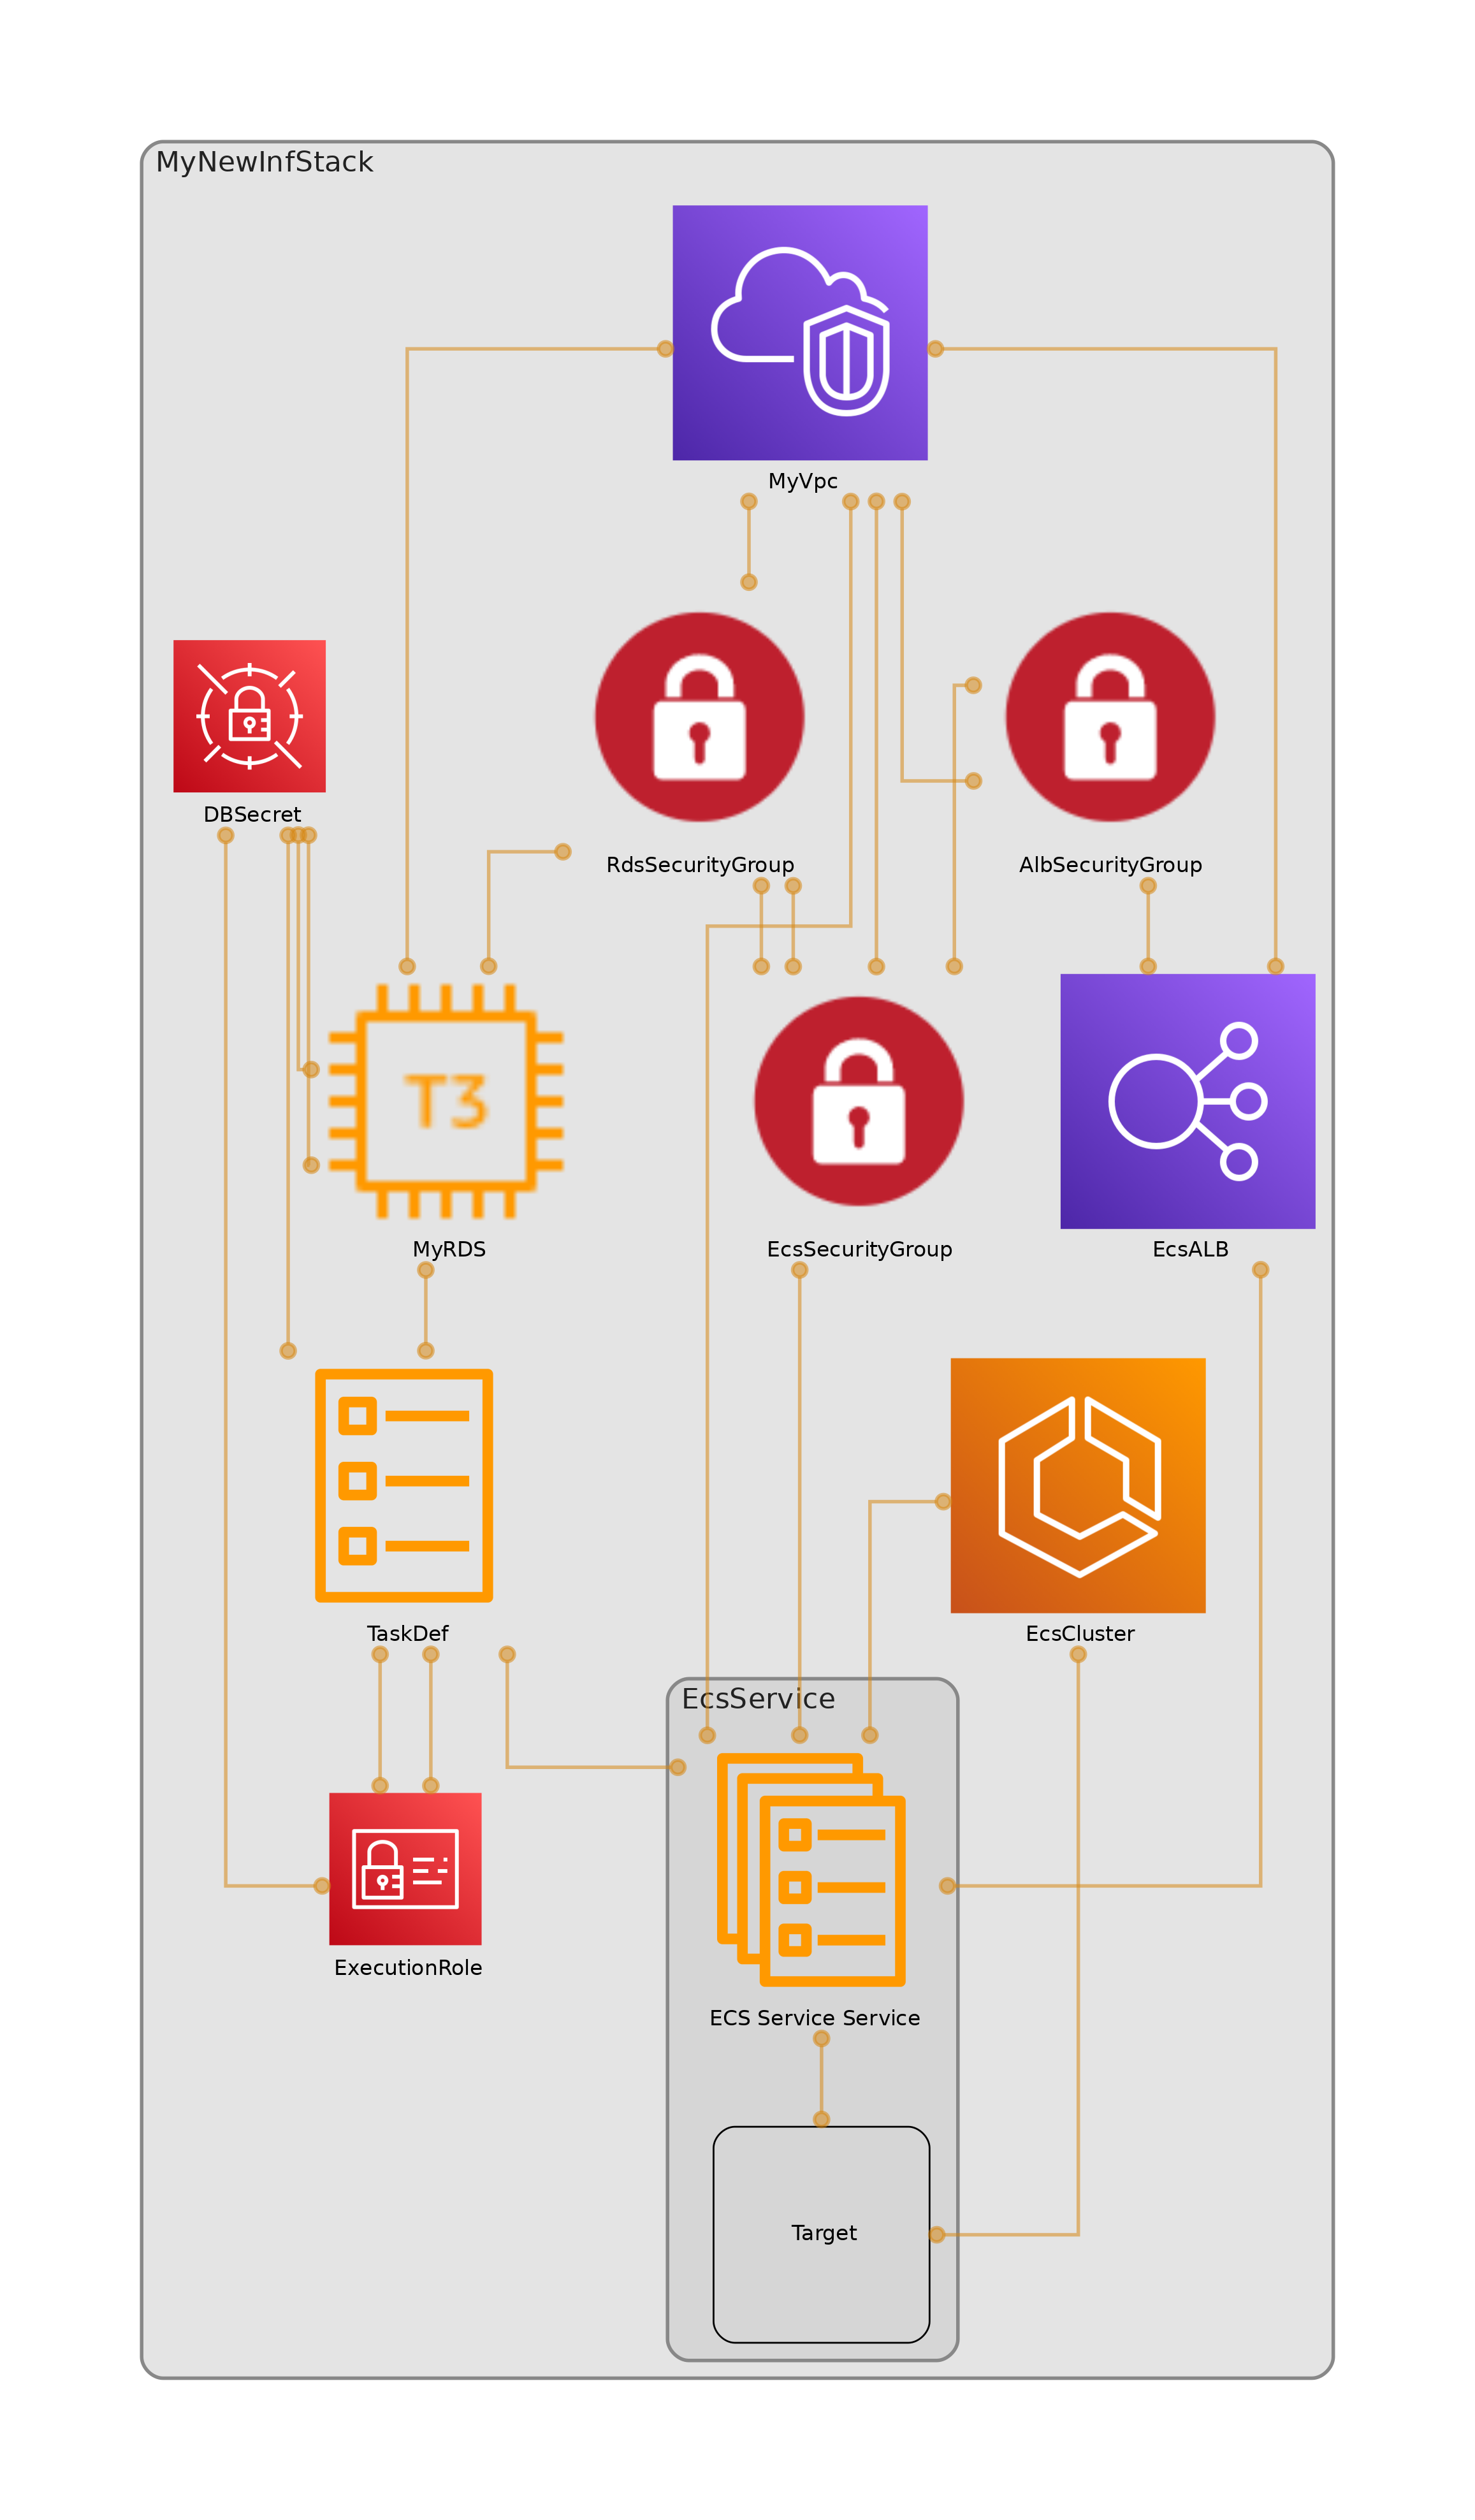 MyNewInfStack
MyVpc
DBSecret
RdsSecurityGroup
AlbSecurityGroup
T3
MyRDS
EcsSecurityGroup
EcsALB
TaskDef
EcsCluster
EcsService
ExecutionRole
ECS Service Service
Target